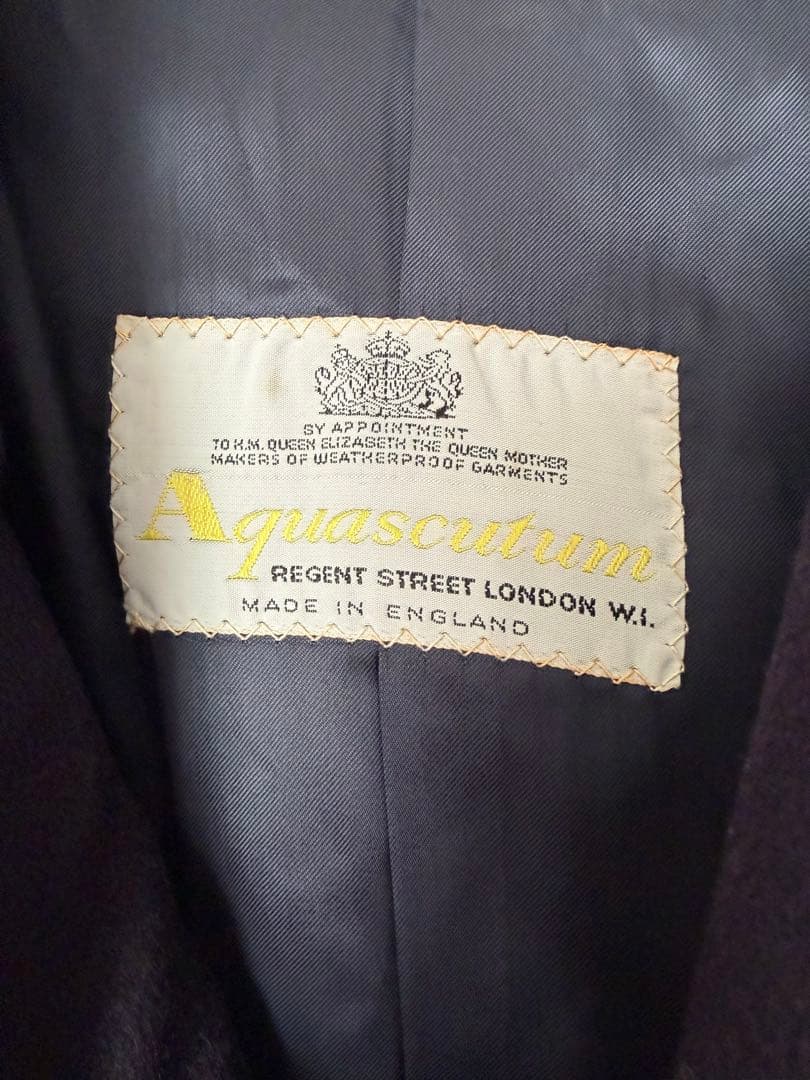 BY APPOINTMENT
TO H.M. QUEEN ELIZABETH THE QUEEN MOTHER
MAKERS OF WEATHERPROOF GARMENTS
Aquascutum
REGENT STREET LONDON W.I.
MADE IN ENGLAND